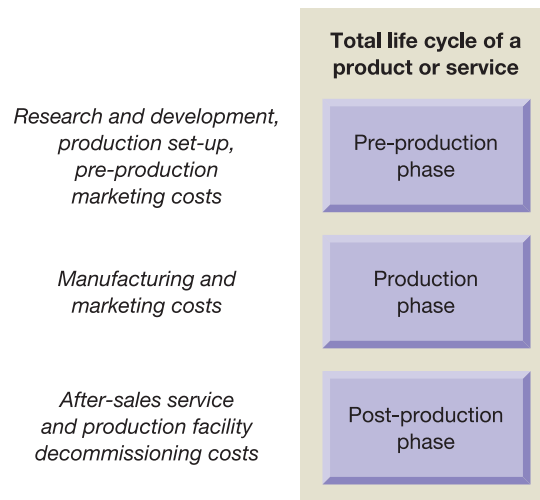 Total life cycle of a
product or service
Research and development,
production set-up,
pre-production
marketing costs
Pre-production
phase
Manufacturing and
marketing costs
Production
phase
After-sales service
and production facility
decommissioning costs
Post-production
phase